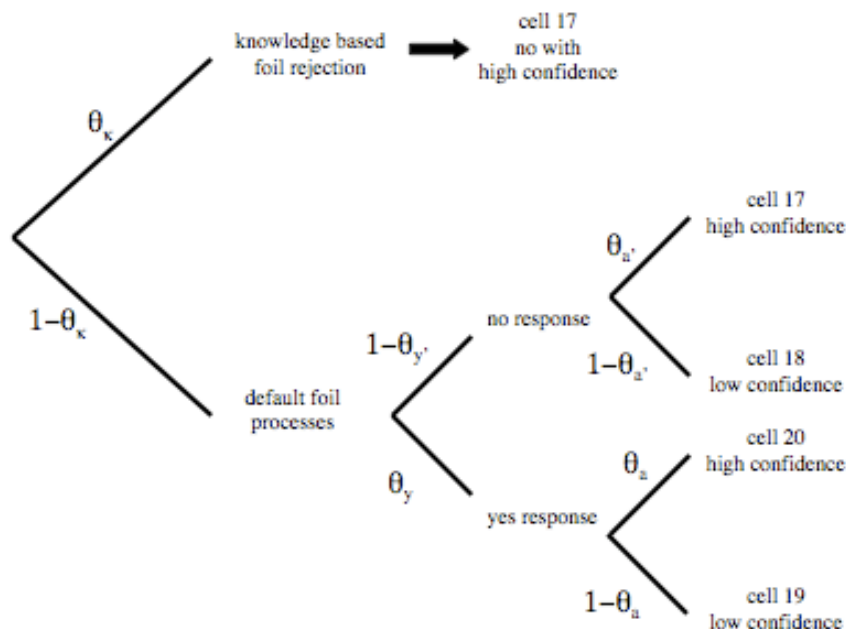 knowledge based
foil rejection
cell 17
no with
high confidence
θκ
1−θκ
default foil
processes
1−θy'
θy
no response
yes response
θa'
1−θa'
cell 17
high confidence
cell 18
low confidence
θa
1−θa
cell 20
high confidence
cell 19
low confidence